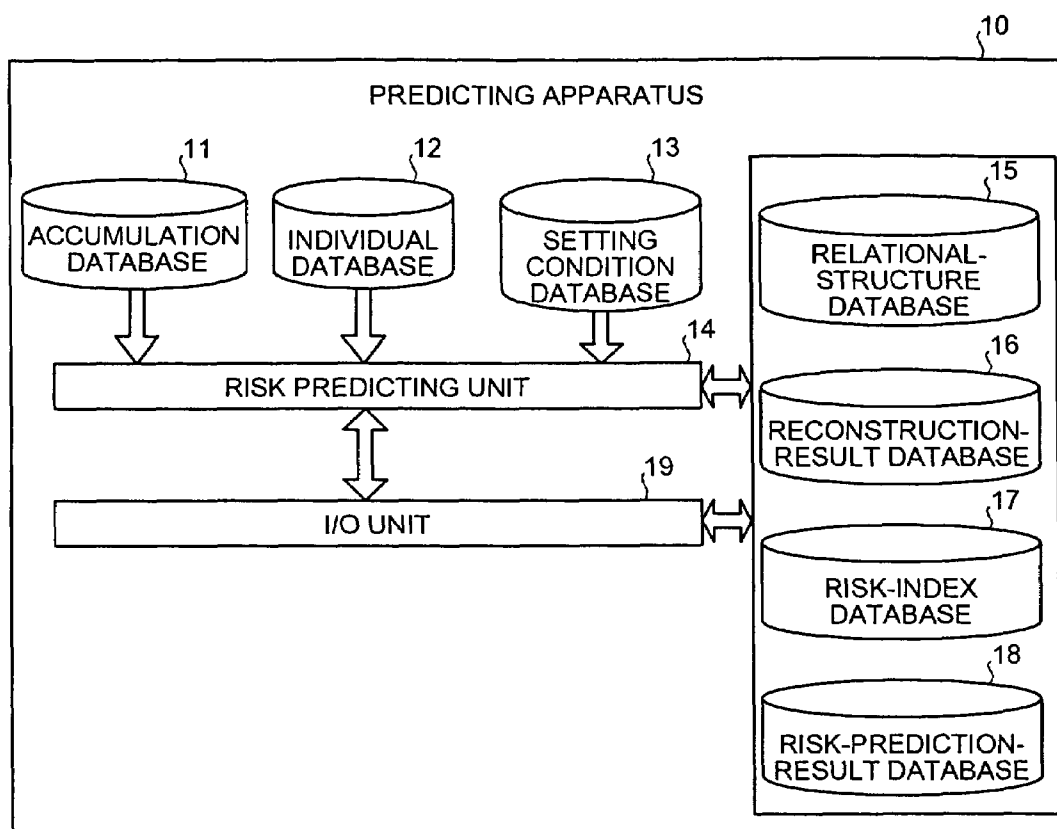 10
PREDICTING APPARATUS
11
12
13
ACCUMULATION
DATABASE
INDIVIDUAL
DATABASE
SETTING
CONDITION
DATABASE
14
RISK PREDICTING UNIT
19
I/O UNIT
15
RELATIONAL-
STRUCTURE
DATABASE
16
RECONSTRUCTION-
RESULT DATABASE
17
RISK-INDEX
DATABASE
18
RISK-PREDICTION-
RESULT DATABASE